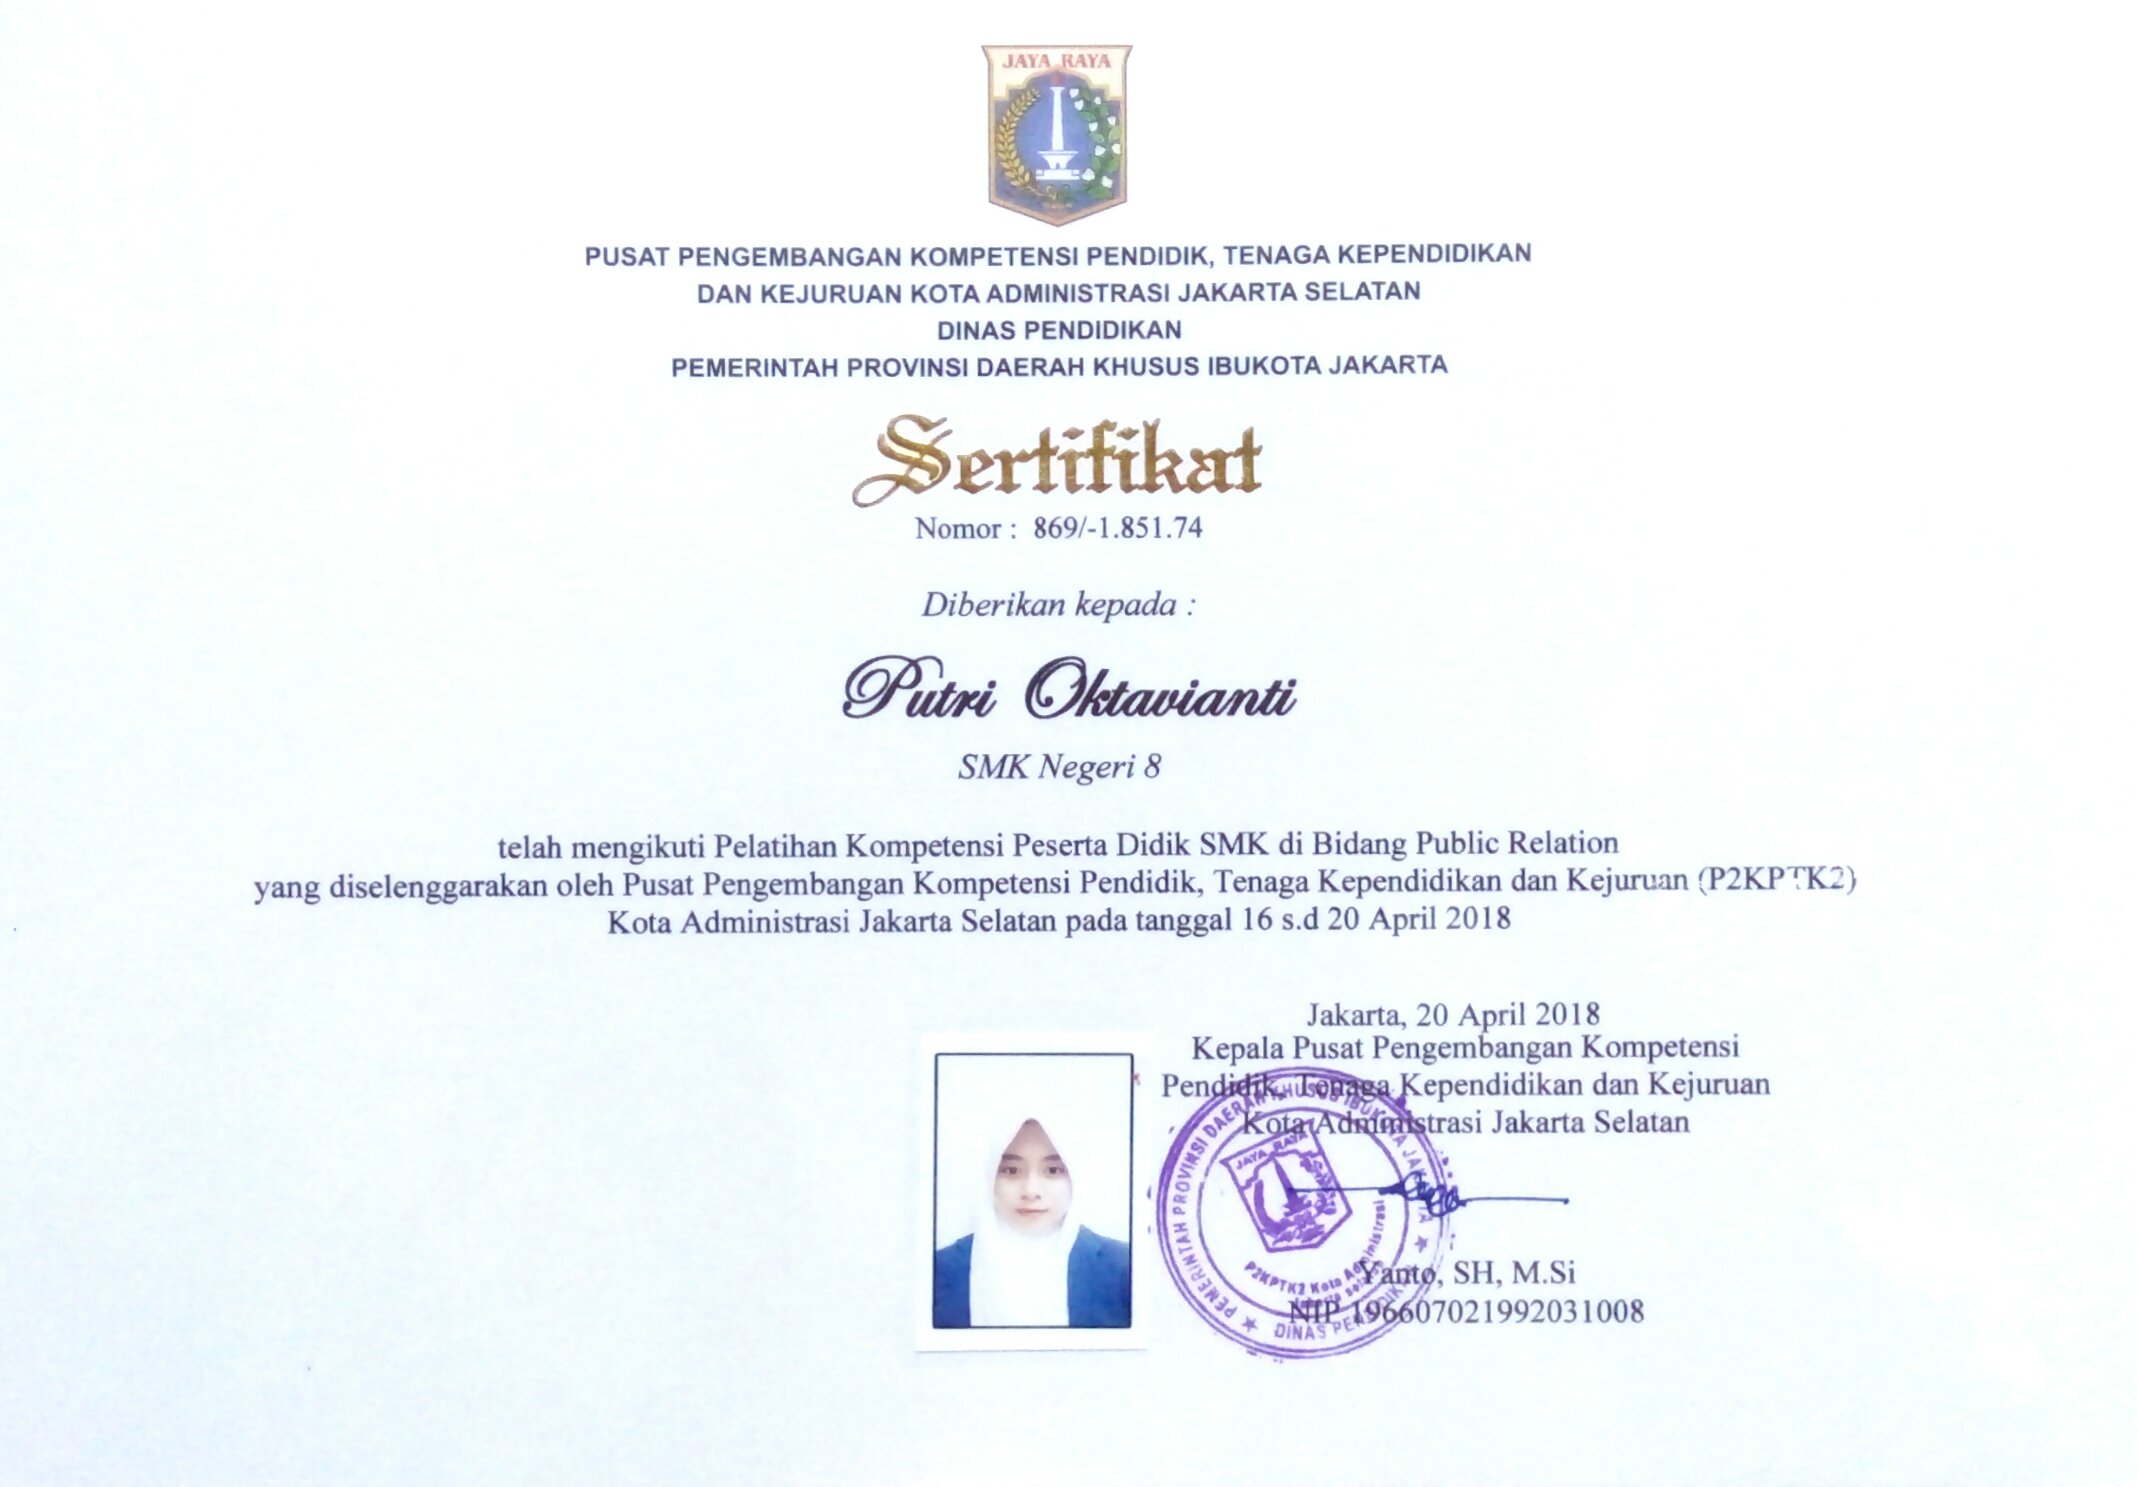 JAYA RAYA
PUSAT PENGEMBANGAN KOMPETENSI PENDIDIK, TENAGA KEPENDIDIKAN
DAN KEJURUAN KOTA ADMINISTRASI JAKARTA SELATAN
DINAS PENDIDIKAN
PEMERINTAH PROVINSI DAERAH KHUSUS IBUKOTA JAKARTA
Sertifikat
Nomor : 869/-1.851.74
Diberikan kepada :
Putri Oktavianti
SMK Negeri 8
telah mengikuti Pelatihan Kompetensi Peserta Didik SMK di Bidang Public Relation
yang diselenggarakan oleh Pusat Pengembangan Kompetensi Pendidik, Tenaga Kependidikan dan Kejuruan (P2KPTK2)
Kota Administrasi Jakarta Selatan pada tanggal 16 s.d 20 April 2018
Jakarta, 20 April 2018
Kepala Pusat Pengembangan Kompetensi
Pendidik, Tenaga Kependidikan dan Kejuruan
Kota Administrasi Jakarta Selatan
PEMERINTAH PROVINSI DAERAH KHUSUS IBUKOTA JAKARTA
JAYA RAYA
P2KPTK2 Kota Administrasi
Jakarta Selatan
DINAS PENDIDIKAN
Yanto, SH, M.Si
NIP 196607021992031008